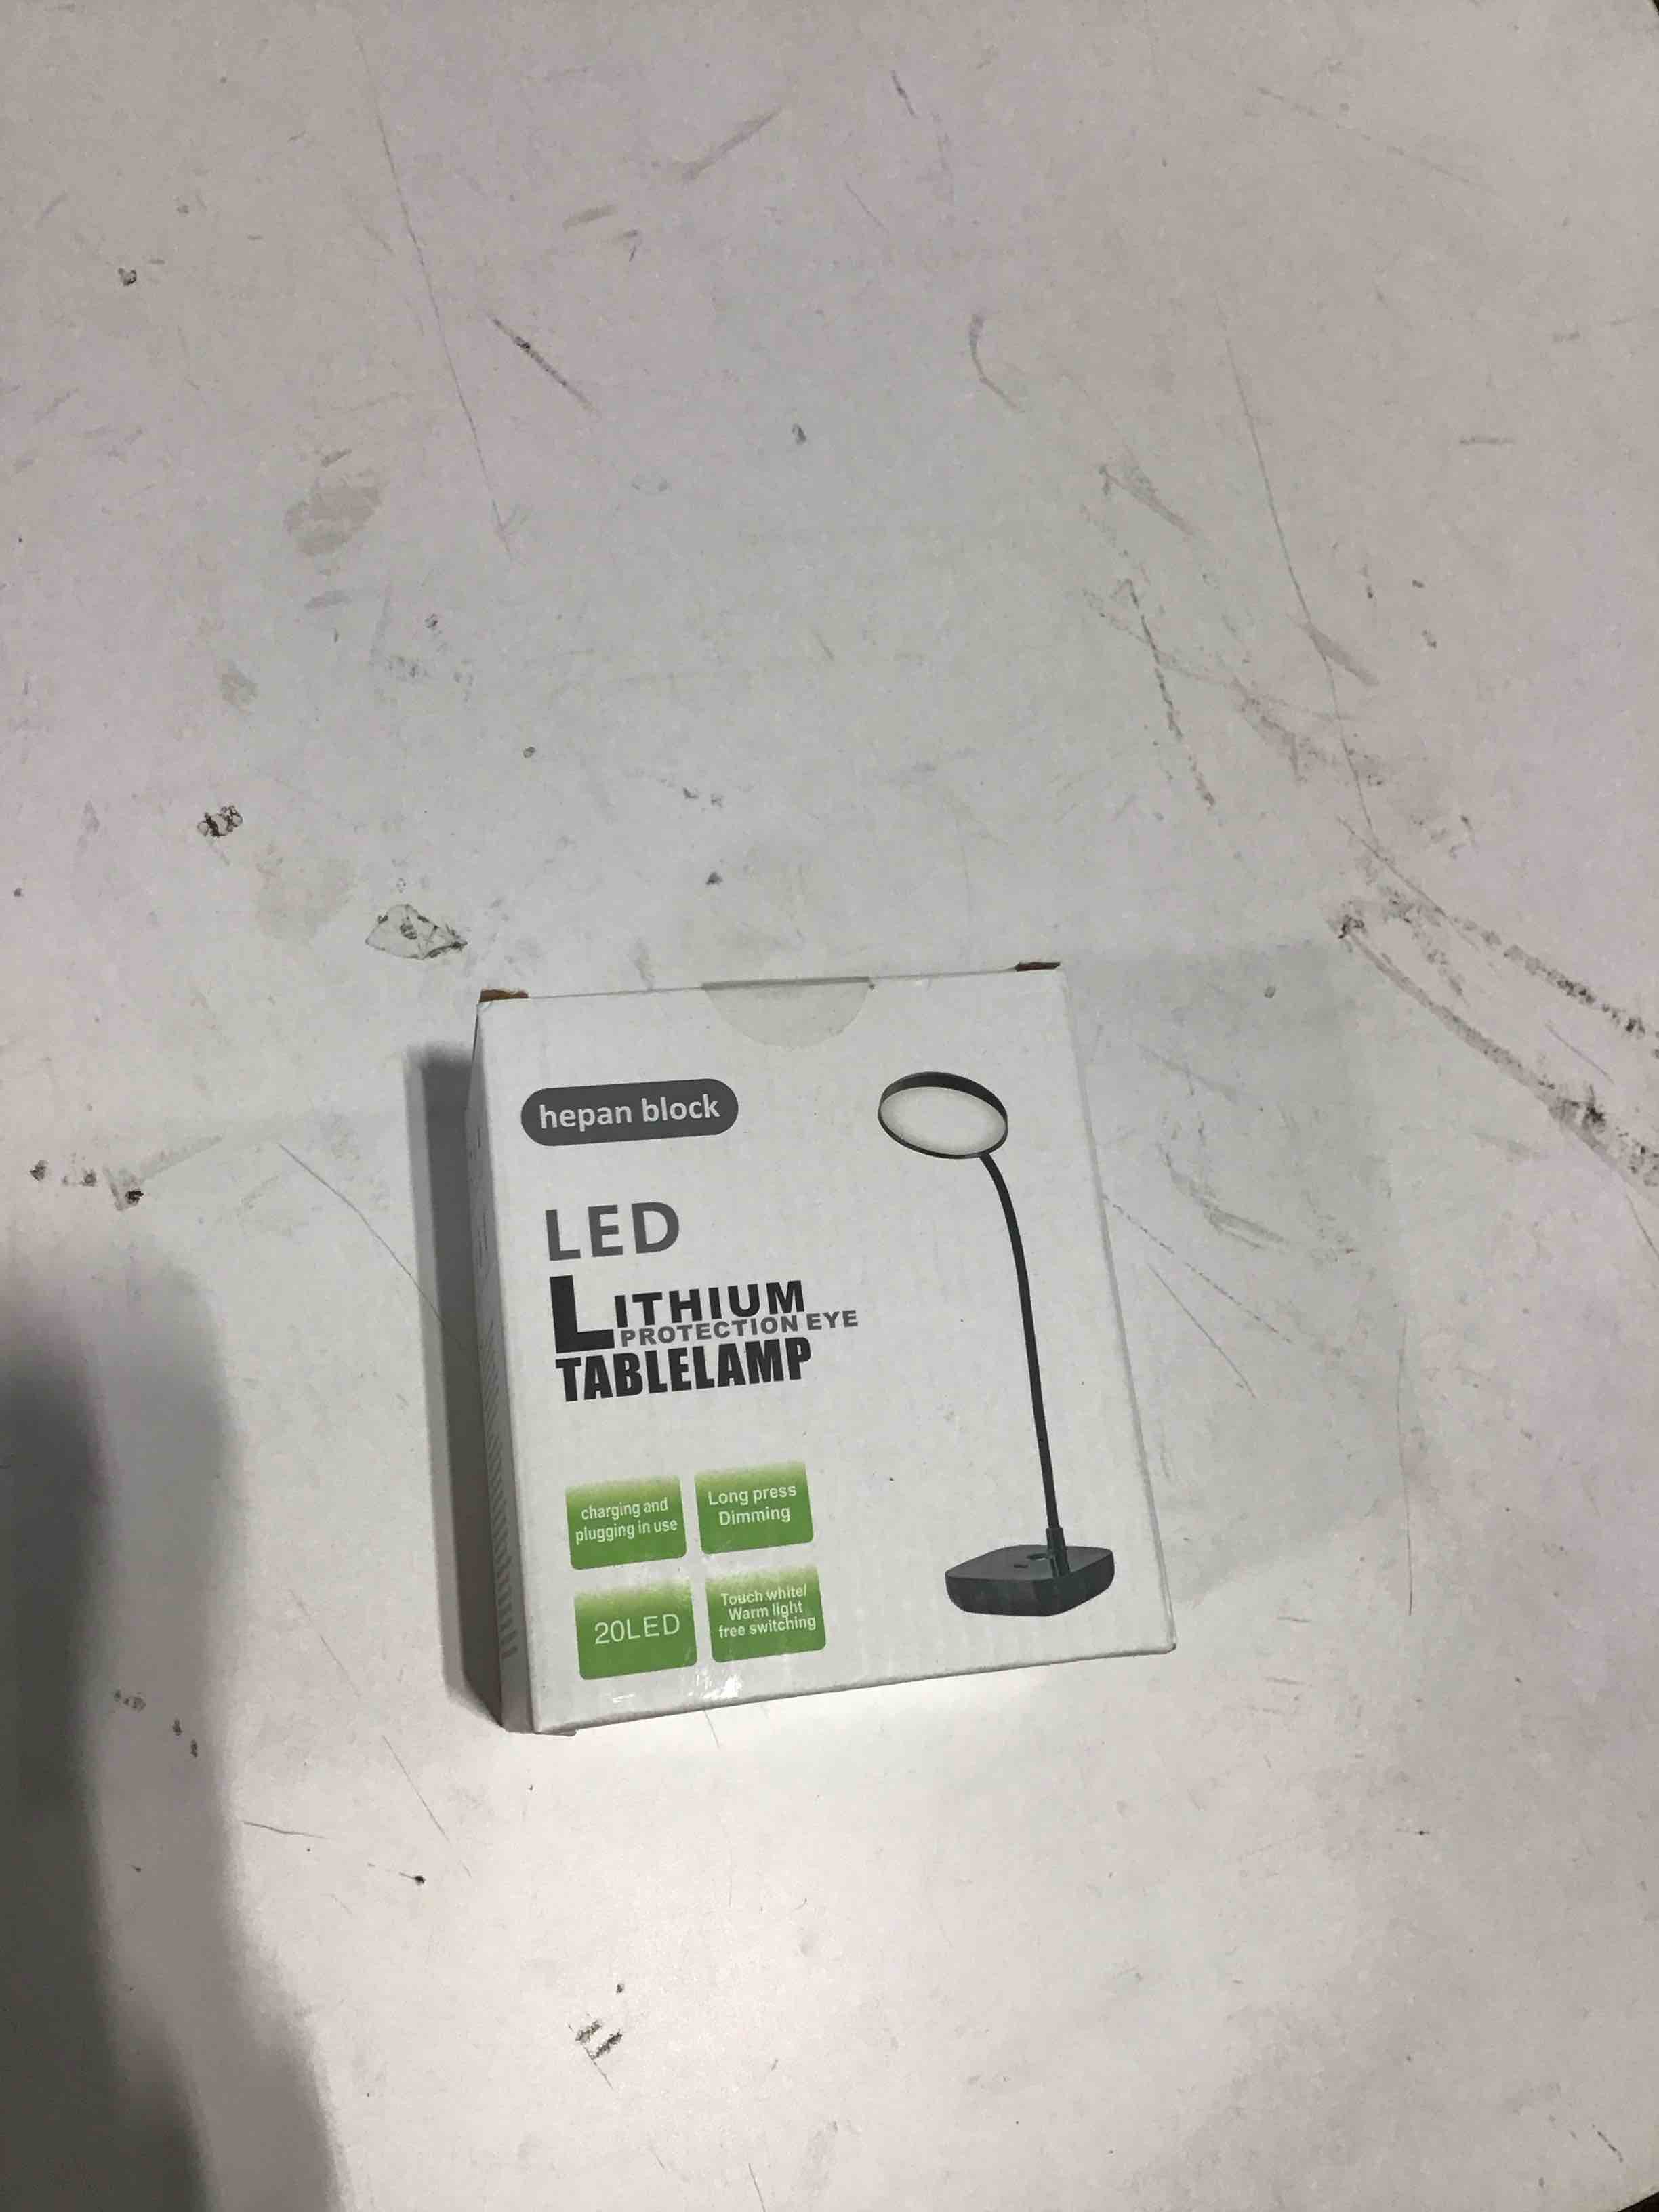 hepan block
LED
LITHIUM
PROTECTION EYE
TABLELAMP
charging and
plugging in use
Long press
Dimming
20LED
Touch white/
Warm light
free switching